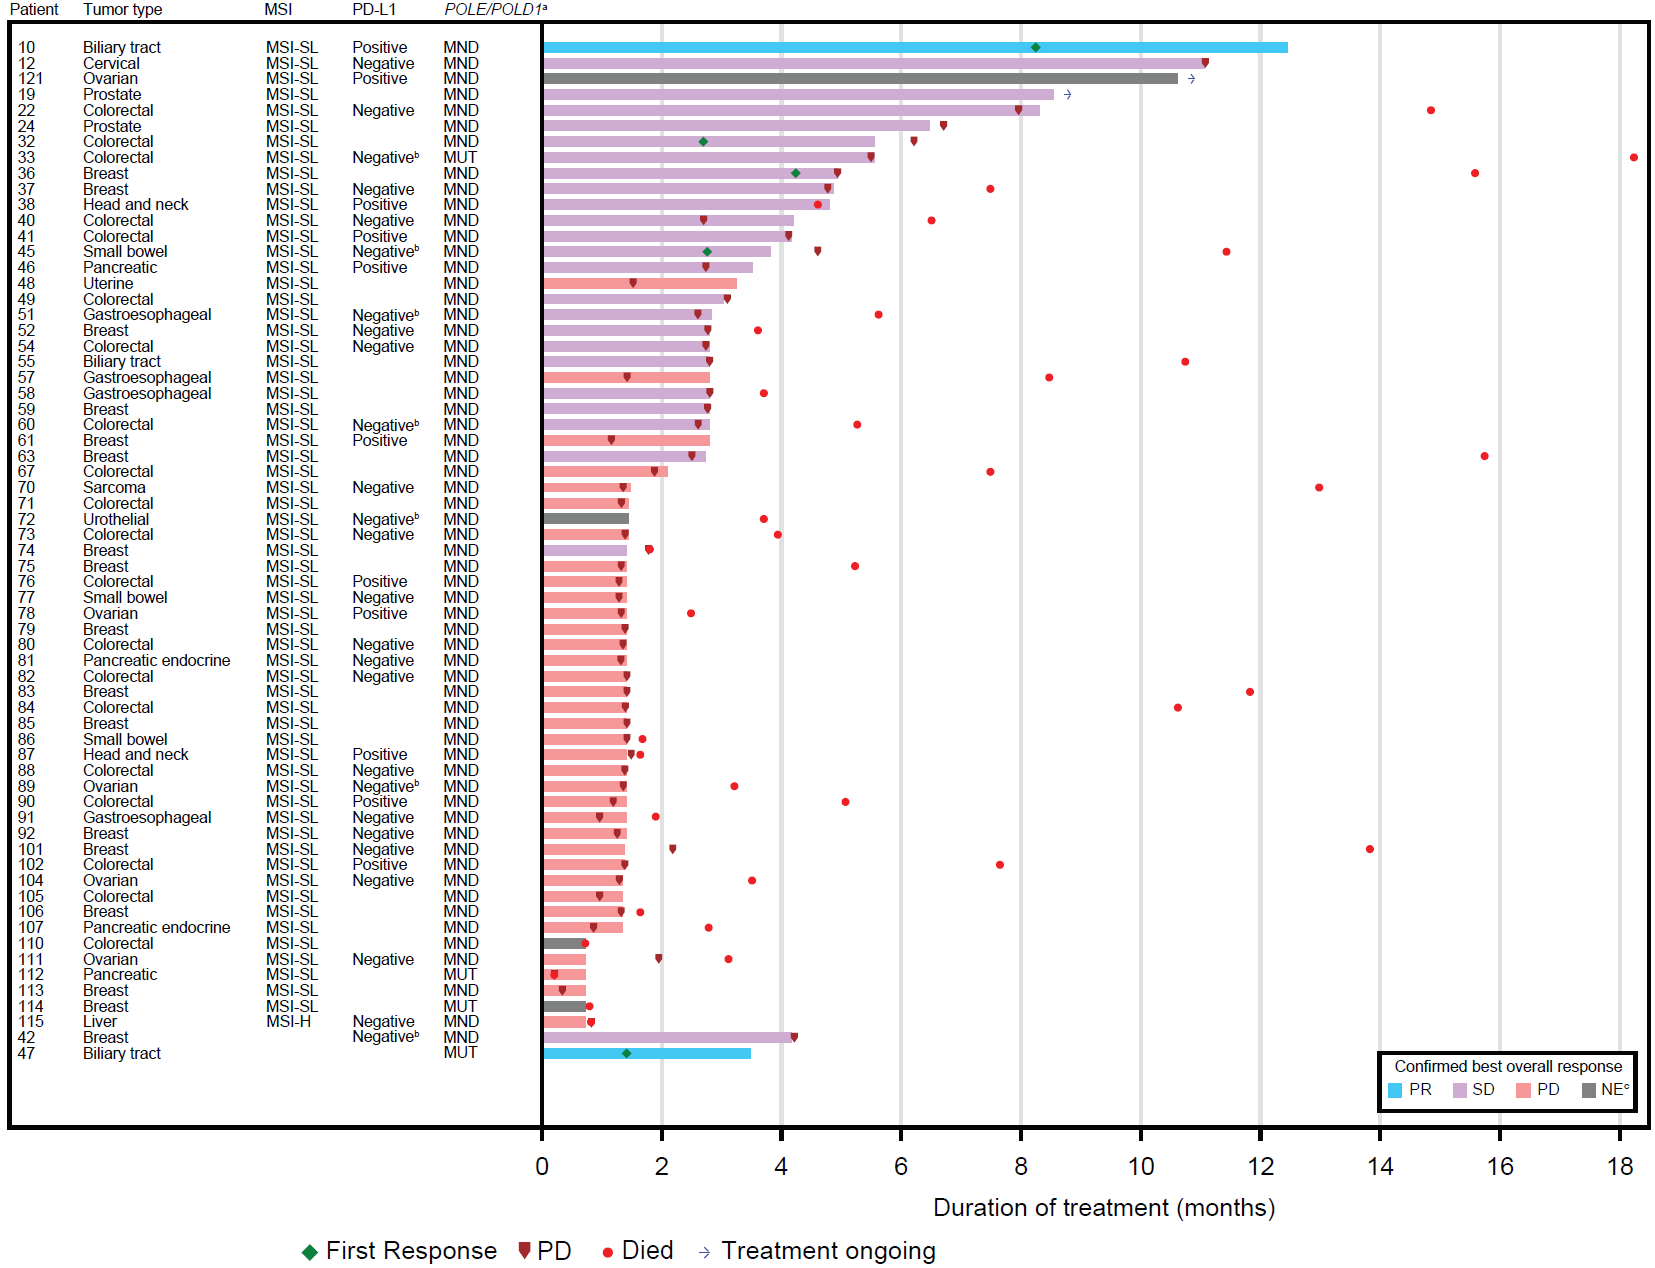 Patient Tumor type MSI PD-L1 POLE/POLD1ᵃ
10 Biliary tract MSI-SL Positive MND
12 Cervical MSI-SL Negative MND
121 Ovarian MSI-SL Positive MND
19 Prostate MSI-SL MND
22 Colorectal MSI-SL Negative MND
24 Prostate MSI-SL MND
32 Colorectal MSI-SL MND
33 Colorectal MSI-SL Negativeᵇ MUT
36 Breast MSI-SL MND
37 Breast MSI-SL Negative MND
38 Head and neck MSI-SL Positive MND
40 Colorectal MSI-SL Negative MND
41 Colorectal MSI-SL Positive MND
45 Small bowel MSI-SL Negativeᵇ MND
46 Pancreatic MSI-SL Positive MND
48 Uterine MSI-SL MND
49 Colorectal MSI-SL MND
51 Gastroesophageal MSI-SL Negativeᵇ MND
52 Breast MSI-SL Negative MND
54 Colorectal MSI-SL Negative MND
55 Biliary tract MSI-SL MND
57 Gastroesophageal MSI-SL MND
58 Gastroesophageal MSI-SL MND
59 Breast MSI-SL MND
60 Colorectal MSI-SL Negativeᵇ MND
61 Breast MSI-SL Positive MND
63 Breast MSI-SL MND
67 Colorectal MSI-SL MND
70 Sarcoma MSI-SL Negative MND
71 Colorectal MSI-SL MND
72 Urothelial MSI-SL Negativeᵇ MND
73 Colorectal MSI-SL Negative MND
74 Breast MSI-SL MND
75 Breast MSI-SL MND
76 Colorectal MSI-SL Positive MND
77 Small bowel MSI-SL Negative MND
78 Ovarian MSI-SL Positive MND
79 Breast MSI-SL MND
80 Colorectal MSI-SL Negative MND
81 Pancreatic endocrine MSI-SL Negative MND
82 Colorectal MSI-SL Negative MND
83 Breast MSI-SL MND
84 Colorectal MSI-SL MND
85 Breast MSI-SL MND
86 Small bowel MSI-SL MND
87 Head and neck MSI-SL Positive MND
88 Colorectal MSI-SL Negative MND
89 Ovarian MSI-SL Negativeᵇ MND
90 Colorectal MSI-SL Positive MND
91 Gastroesophageal MSI-SL Negative MND
92 Breast MSI-SL Negative MND
101 Breast MSI-SL Negative MND
102 Colorectal MSI-SL Positive MND
104 Ovarian MSI-SL Negative MND
105 Colorectal MSI-SL MND
106 Breast MSI-SL MND
107 Pancreatic endocrine MSI-SL MND
110 Colorectal MSI-SL MND
111 Ovarian MSI-SL Negative MND
112 Pancreatic MSI-SL MUT
113 Breast MSI-SL MND
114 Breast MSI-SL MUT
115 Liver MSI-H Negative MND
42 Breast Negativeᵇ MND
47 Biliary tract MUT
Confirmed best overall response
PR SD PD NEᶜ
0 2 4 6 8 10 12 14 16 18
Duration of treatment (months)
First Response PD Died Treatment ongoing